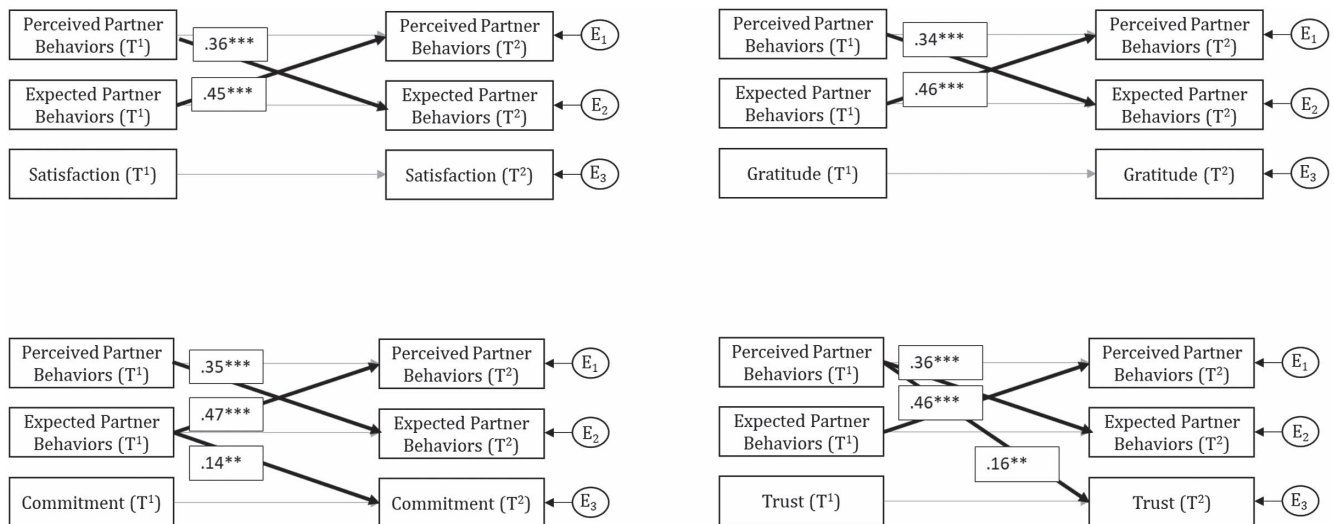 Perceived Partner
Behaviors (T¹)
.36***
Perceived Partner
Behaviors (T²)
E₁
Expected Partner
Behaviors (T¹)
.45***
Expected Partner
Behaviors (T²)
E₂
Satisfaction (T¹)
Satisfaction (T²)
E₃
Perceived Partner
Behaviors (T¹)
.34***
Perceived Partner
Behaviors (T²)
E₁
Expected Partner
Behaviors (T¹)
.46***
Expected Partner
Behaviors (T²)
E₂
Gratitude (T¹)
Gratitude (T²)
E₃
Perceived Partner
Behaviors (T¹)
.35***
Perceived Partner
Behaviors (T²)
E₁
Expected Partner
Behaviors (T¹)
.47***
Expected Partner
Behaviors (T²)
E₂
.14**
Commitment (T¹)
Commitment (T²)
E₃
Perceived Partner
Behaviors (T¹)
.36***
Perceived Partner
Behaviors (T²)
E₁
Expected Partner
Behaviors (T¹)
.46***
Expected Partner
Behaviors (T²)
E₂
.16**
Trust (T¹)
Trust (T²)
E₃